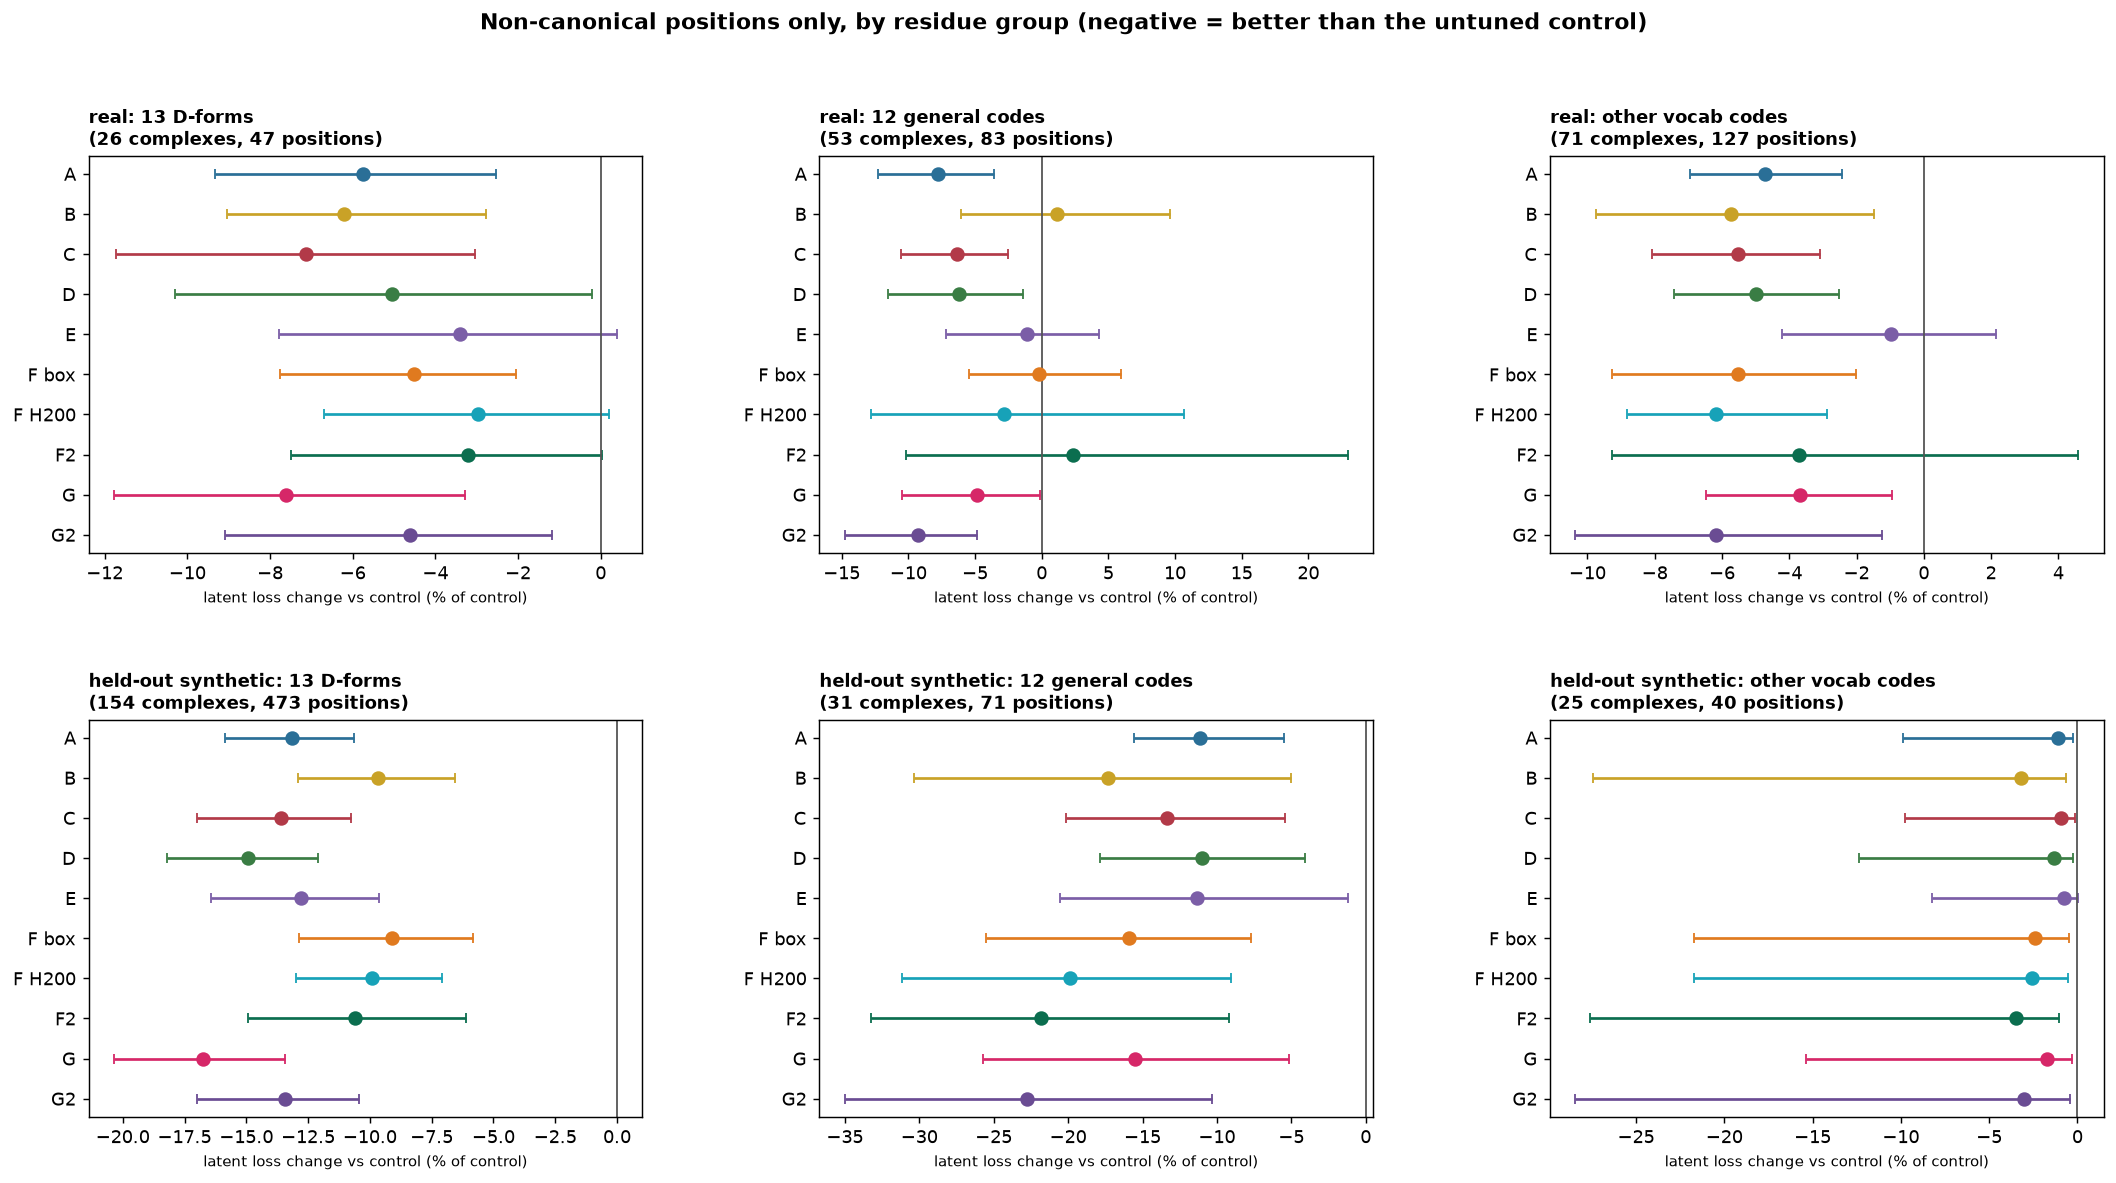 Non-canonical positions only, by residue group (negative = better than the untuned control)
real: 13 D-forms
(26 complexes, 47 positions)
A
B
C
D
E
F box
F H200
F2
G
G2
−12 −10 −8 −6 −4 −2 0
latent loss change vs control (% of control)
real: 12 general codes
(53 complexes, 83 positions)
A
B
C
D
E
F box
F H200
F2
G
G2
−15 −10 −5 0 5 10 15 20
latent loss change vs control (% of control)
real: other vocab codes
(71 complexes, 127 positions)
A
B
C
D
E
F box
F H200
F2
G
G2
−10 −8 −6 −4 −2 0 2 4
latent loss change vs control (% of control)
held-out synthetic: 13 D-forms
(154 complexes, 473 positions)
A
B
C
D
E
F box
F H200
F2
G
G2
−20.0 −17.5 −15.0 −12.5 −10.0 −7.5 −5.0 −2.5 0.0
latent loss change vs control (% of control)
held-out synthetic: 12 general codes
(31 complexes, 71 positions)
A
B
C
D
E
F box
F H200
F2
G
G2
−35 −30 −25 −20 −15 −10 −5 0
latent loss change vs control (% of control)
held-out synthetic: other vocab codes
(25 complexes, 40 positions)
A
B
C
D
E
F box
F H200
F2
G
G2
−25 −20 −15 −10 −5 0
latent loss change vs control (% of control)